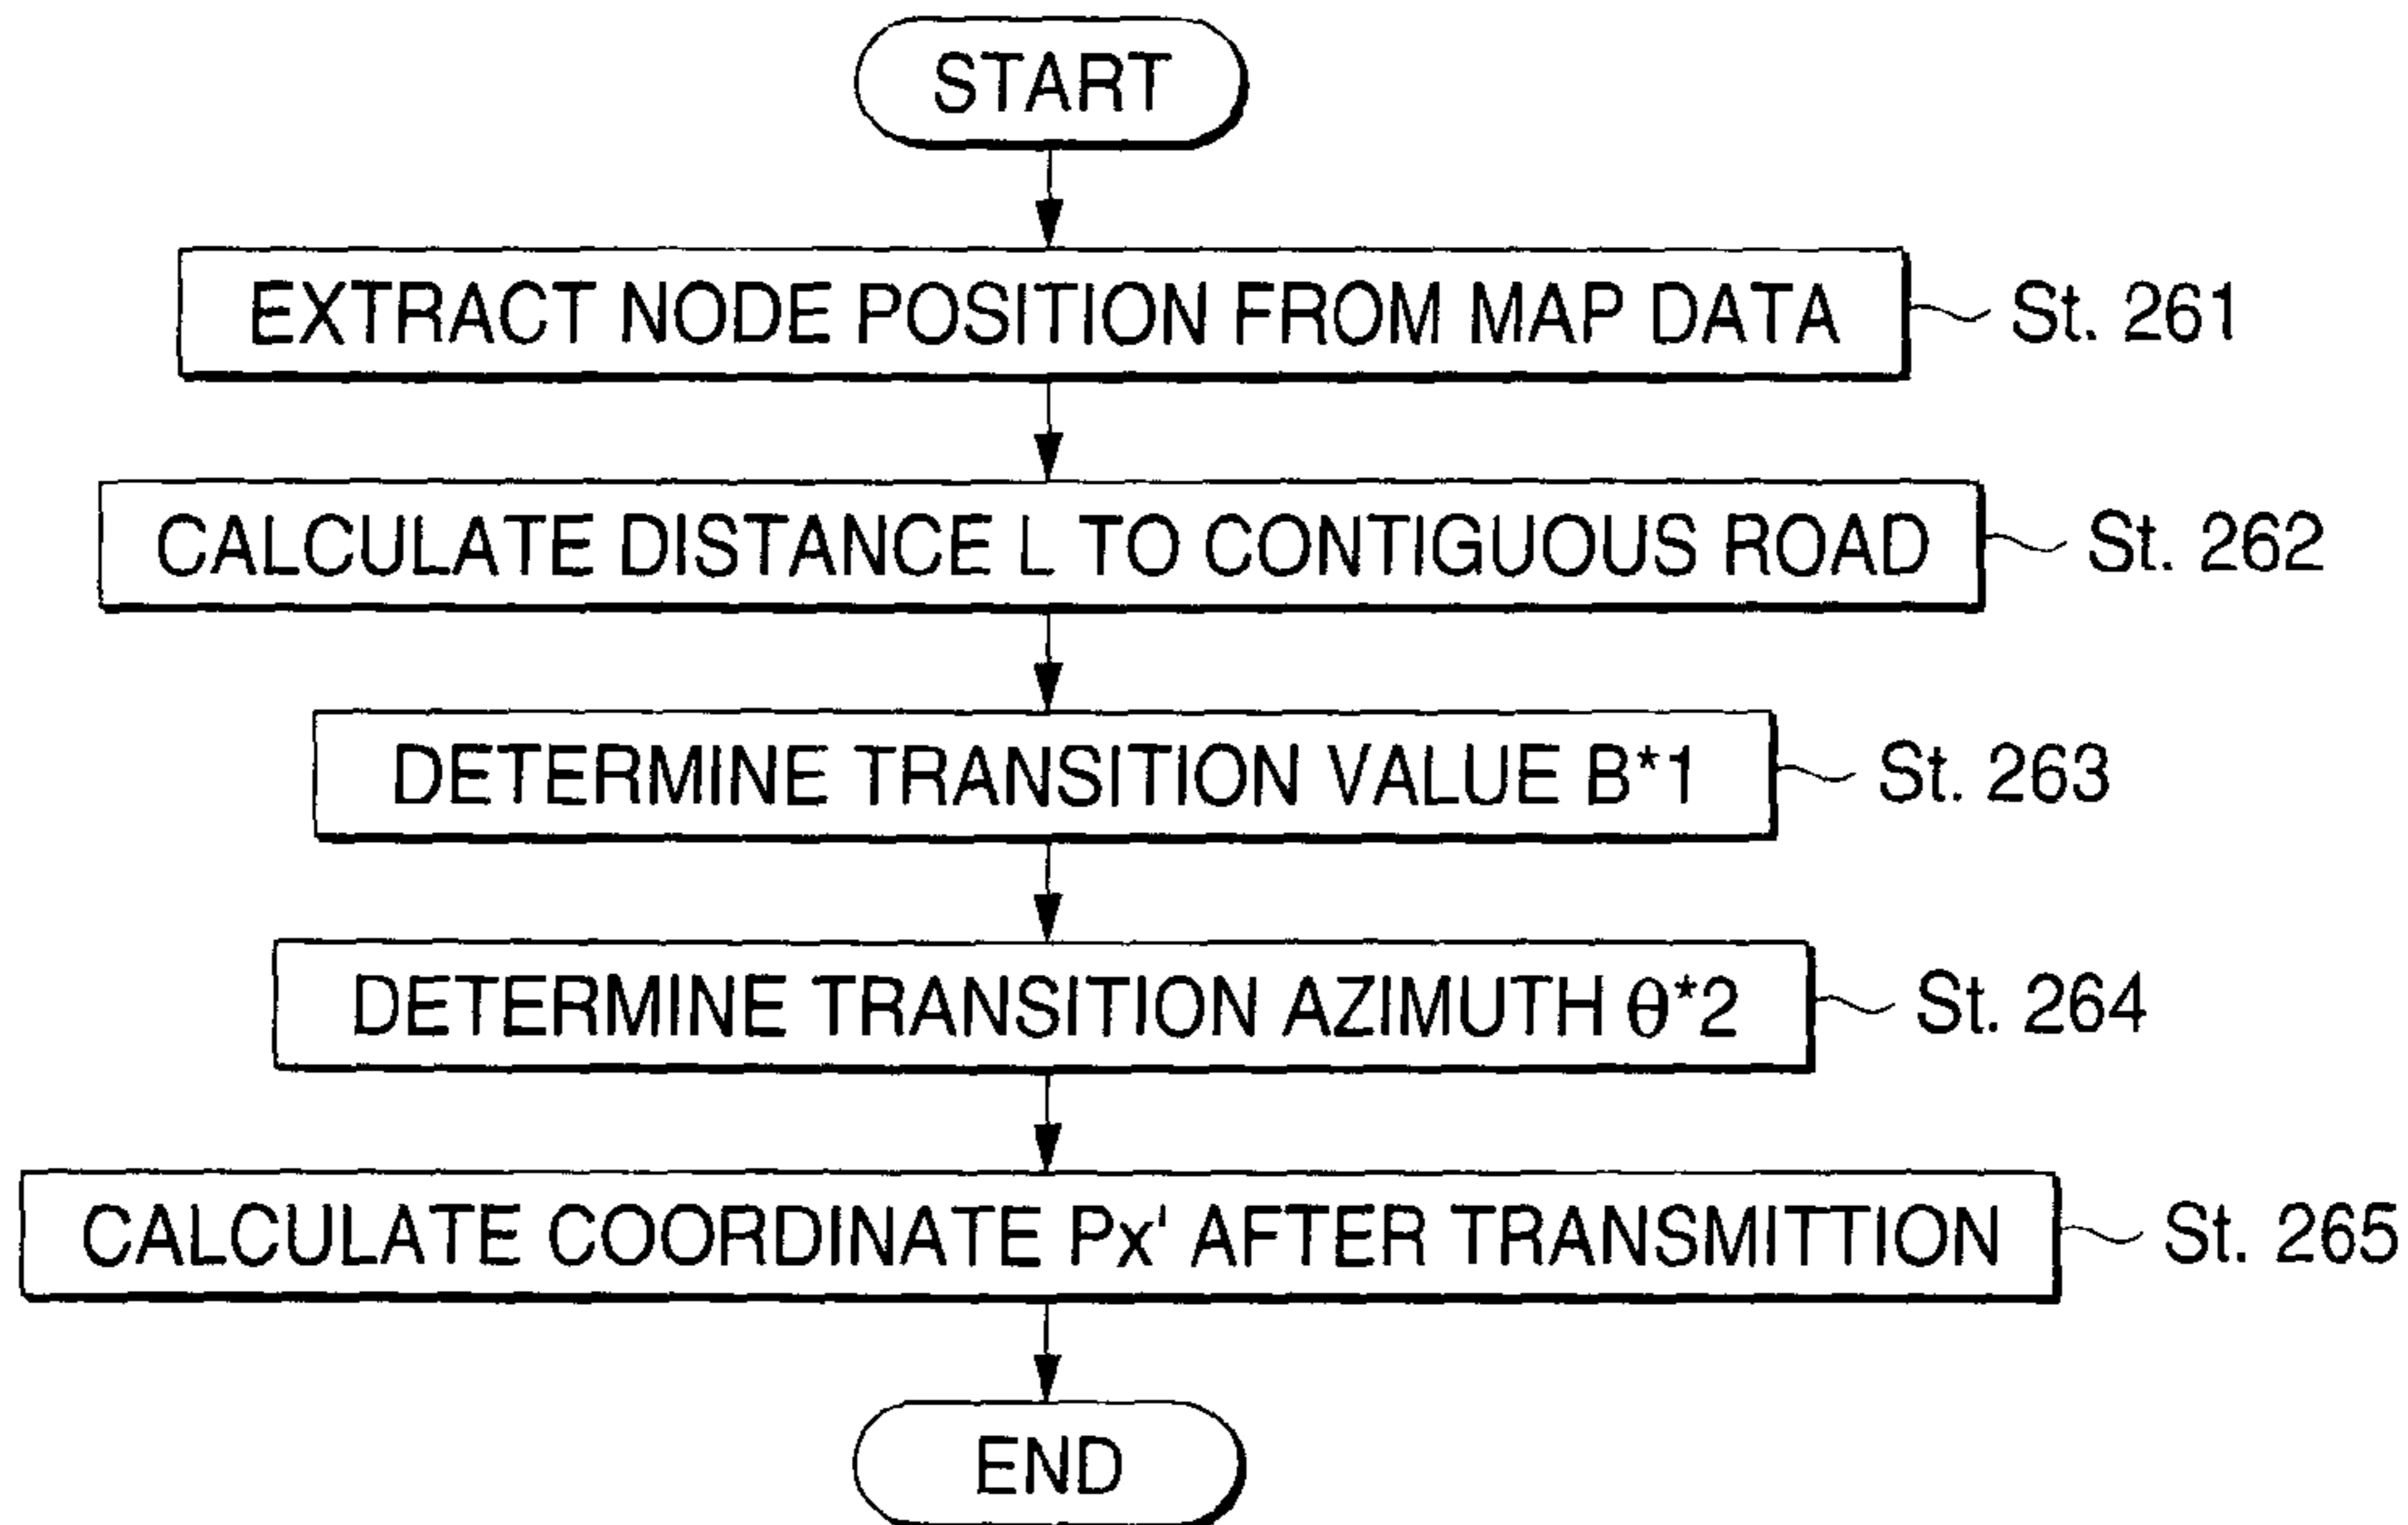 START
EXTRACT NODE POSITION FROM MAP DATA St. 261
CALCULATE DISTANCE L TO CONTIGUOUS ROAD St. 262
DETERMINE TRANSITION VALUE B*1 St. 263
DETERMINE TRANSITION AZIMUTH θ*2 St. 264
CALCULATE COORDINATE Px' AFTER TRANSMITTION St. 265
END